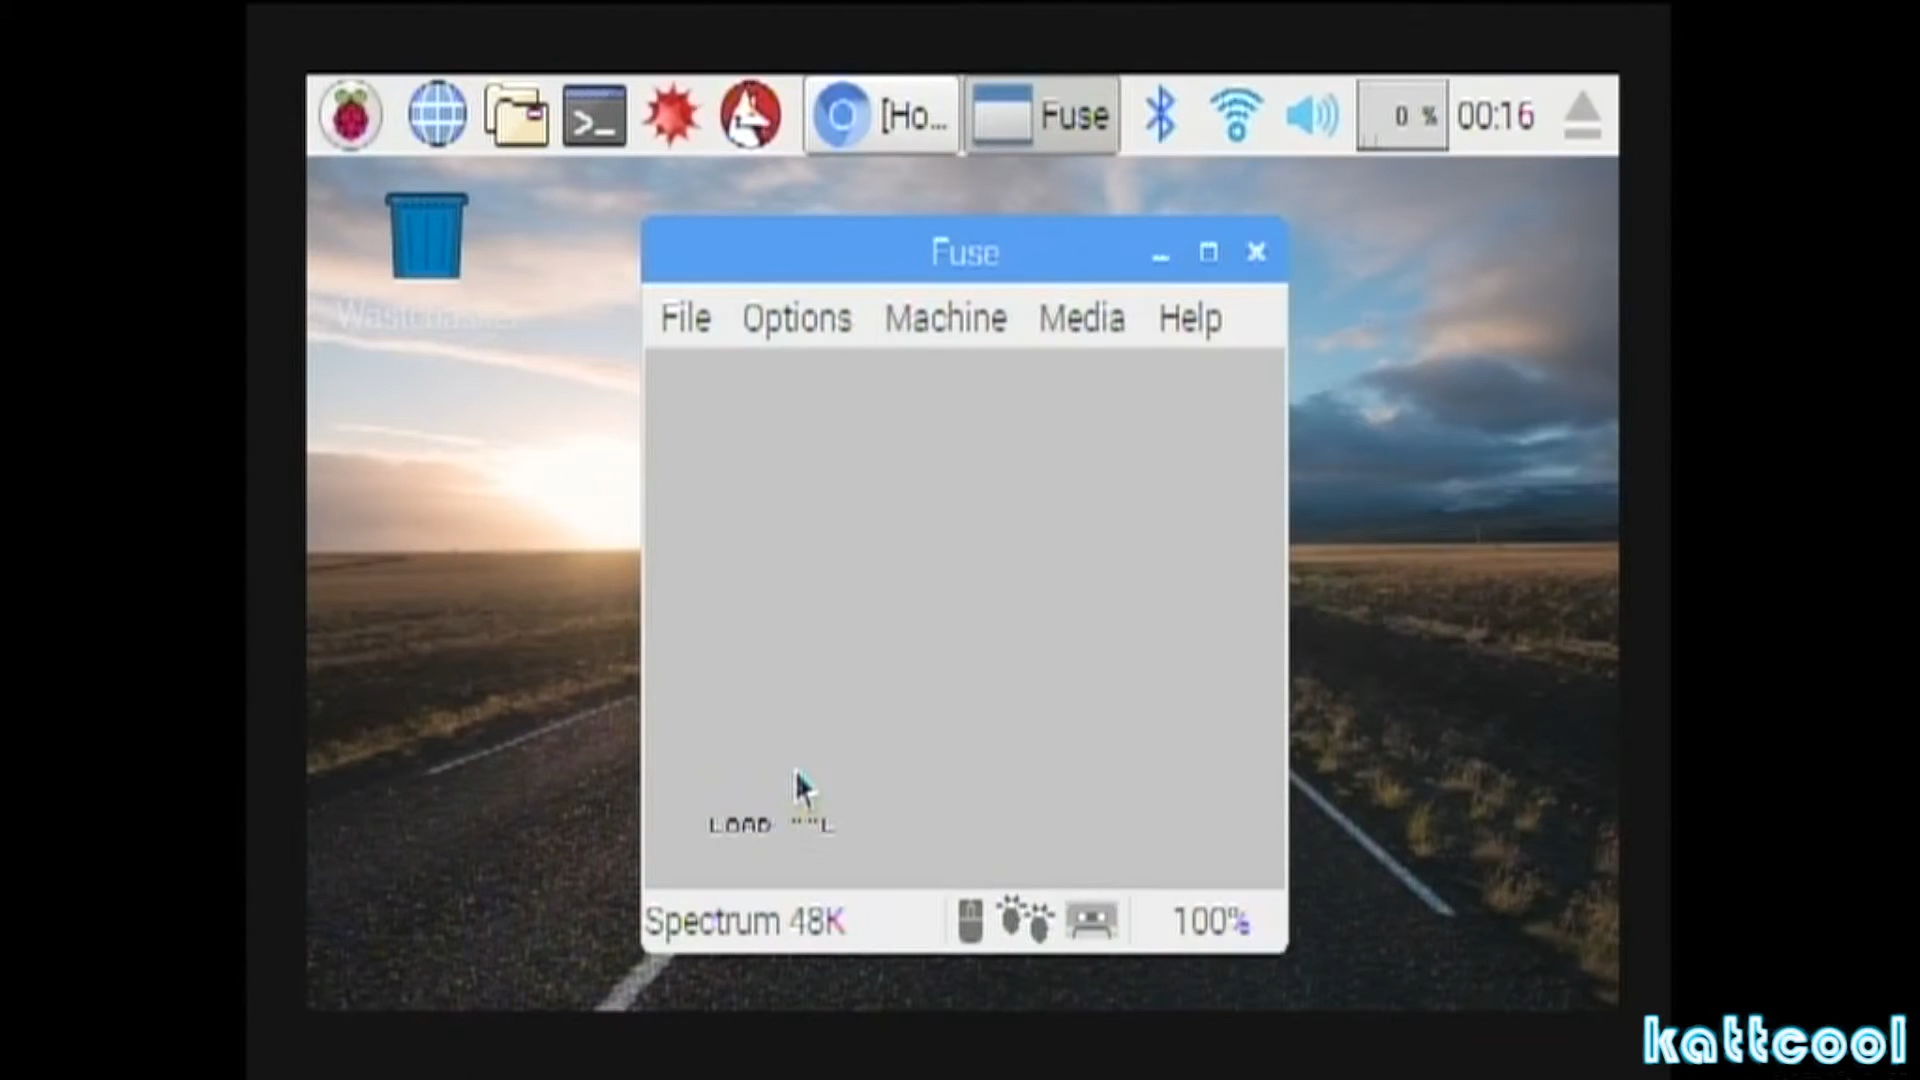 [Ho... Fuse 0 % 00:16
Fuse
File Options Machine Media Help
LOAD ""L
Spectrum 48K 100%
kattcool